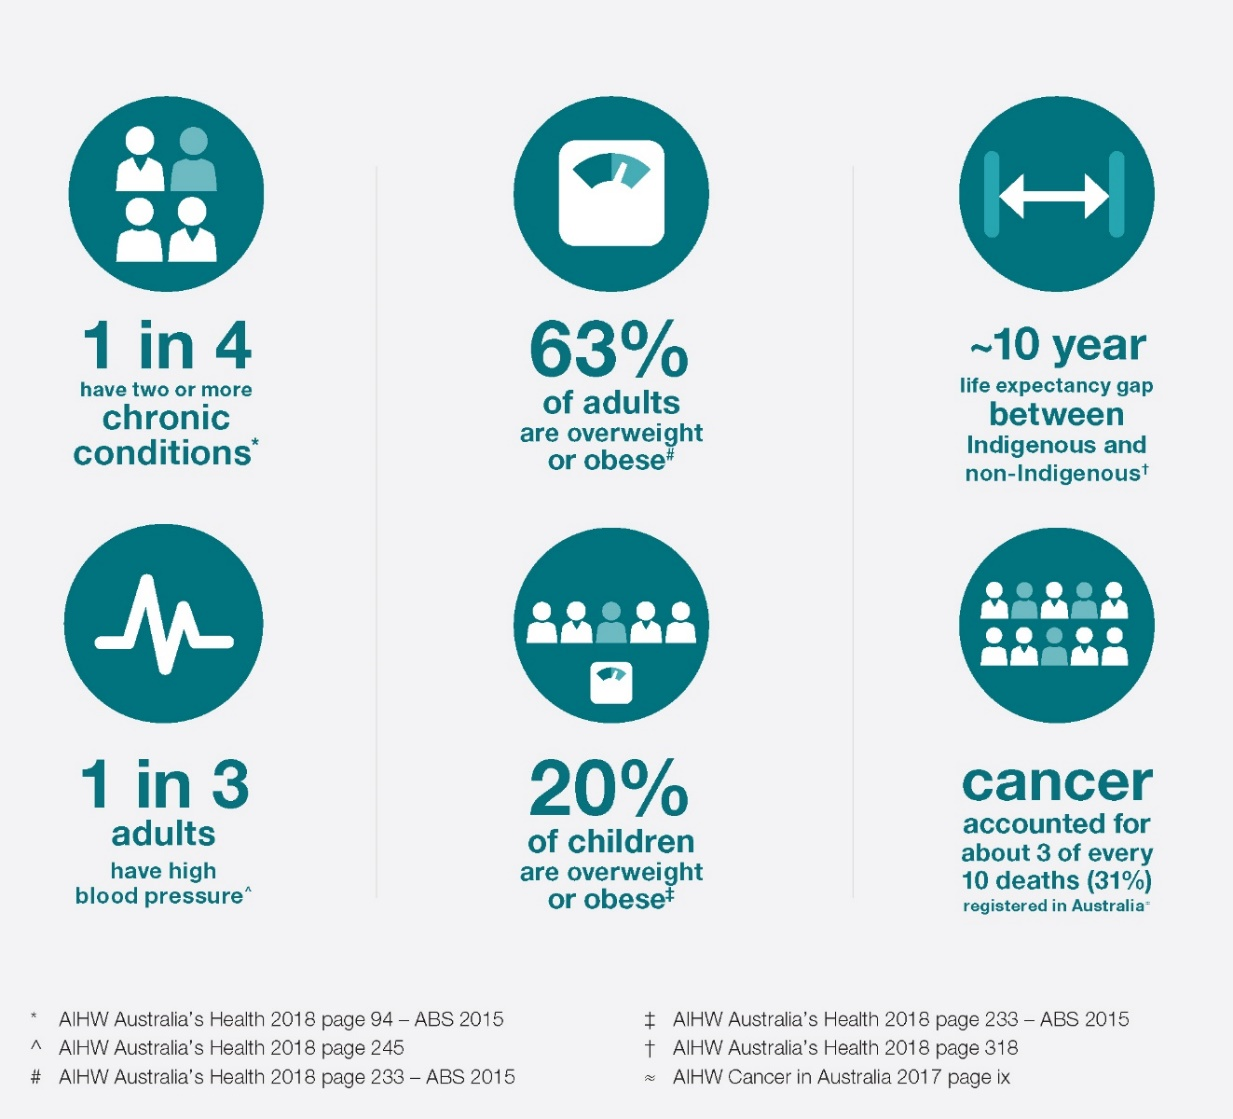 1 in 4
have two or more
chronic
conditions*
63%
of adults
are overweight
or obese#
~10 year
life expectancy gap
between
Indigenous and
non-Indigenous†
1 in 3
adults
have high
blood pressure^
20%
of children
are overweight
or obese‡
cancer
accounted for
about 3 of every
10 deaths (31%)
registered in Australia≈
* AIHW Australia's Health 2018 page 94 – ABS 2015
^ AIHW Australia's Health 2018 page 245
# AIHW Australia's Health 2018 page 233 – ABS 2015
‡ AIHW Australia's Health 2018 page 233 – ABS 2015
† AIHW Australia's Health 2018 page 318
≈ AIHW Cancer in Australia 2017 page ix